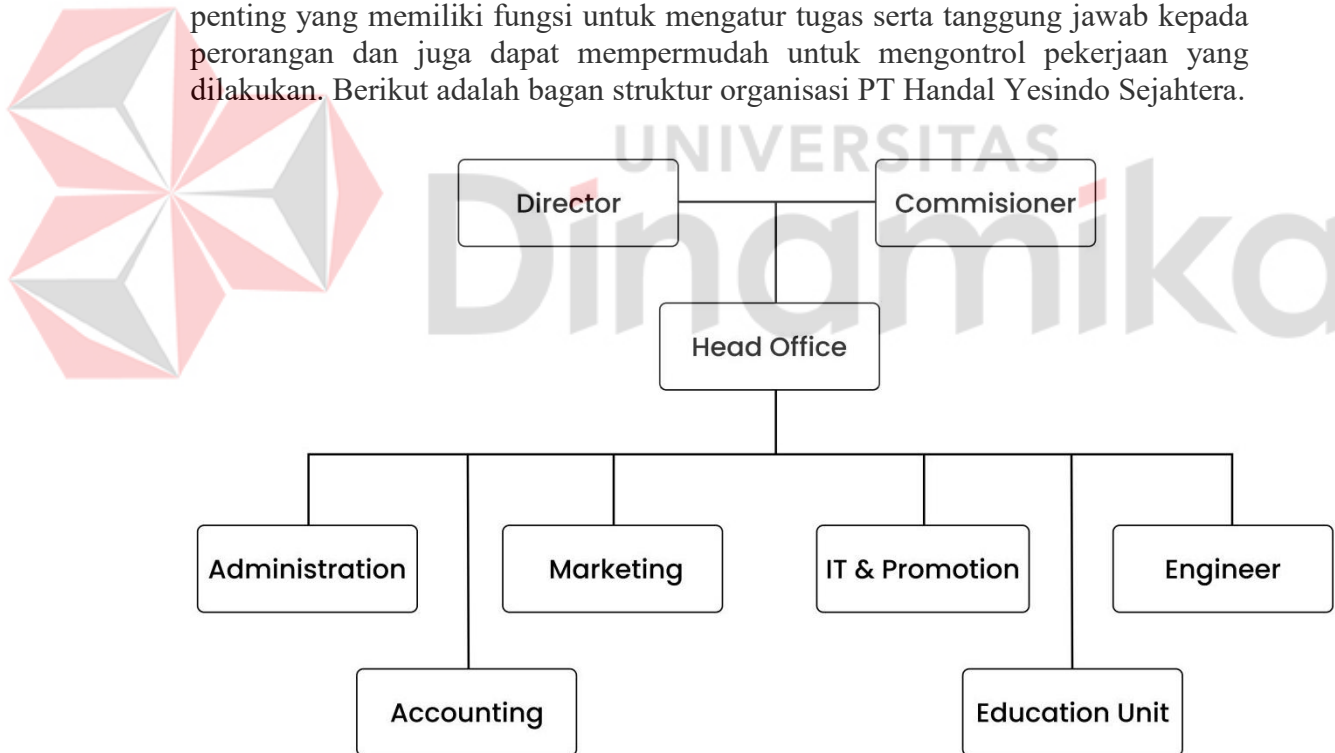 penting yang memiliki fungsi untuk mengatur tugas serta tanggung jawab kepada
perorangan dan juga dapat mempermudah untuk mengontrol pekerjaan yang
dilakukan. Berikut adalah bagan struktur organisasi PT Handal Yesindo Sejahtera.
UNIVERSITAS
Dinamika
Director
Commisioner
Head Office
Administration
Marketing
IT & Promotion
Engineer
Accounting
Education Unit